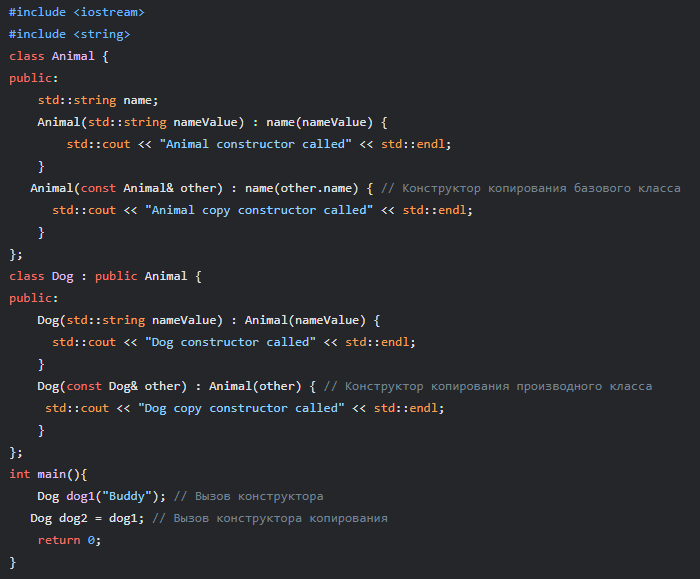 #include <iostream>
#include <string>
class Animal {
public:
    std::string name;
    Animal(std::string nameValue) : name(nameValue) {
        std::cout << "Animal constructor called" << std::endl;
    }
   Animal(const Animal& other) : name(other.name) { // Конструктор копирования базового класса
      std::cout << "Animal copy constructor called" << std::endl;
    }
};
class Dog : public Animal {
public:
    Dog(std::string nameValue) : Animal(nameValue) {
      std::cout << "Dog constructor called" << std::endl;
    }
    Dog(const Dog& other) : Animal(other) { // Конструктор копирования производного класса
     std::cout << "Dog copy constructor called" << std::endl;
    }
};
int main(){
    Dog dog1("Buddy"); // Вызов конструктора
   Dog dog2 = dog1; // Вызов конструктора копирования
    return 0;
}